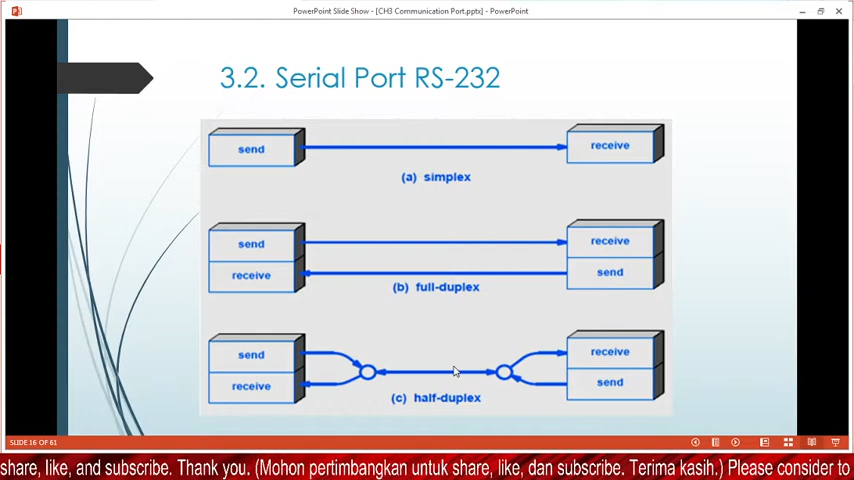 PowerPoint Slide Show - [CH3 Communication Port.pptx] - PowerPoint
3.2. Serial Port RS-232
send
receive
(a) simplex
send
receive
receive
send
(b) full-duplex
send
receive
receive
send
(c) half-duplex
SLIDE 16 OF 61
share, like, and subscribe. Thank you. (Mohon pertimbangkan untuk share, like, dan subscribe. Terima kasih.) Please consider to